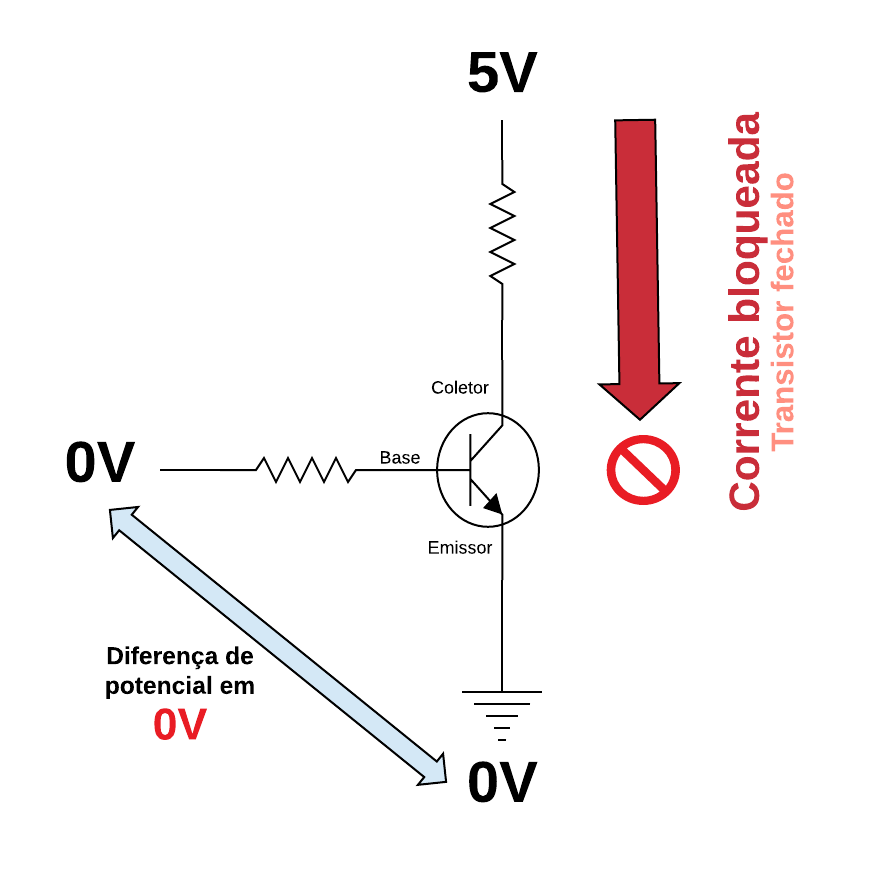 5V
Corrente bloqueada
Transistor fechado
Coletor
0V
Base
Emissor
Diferença de
potencial em
0V
0V